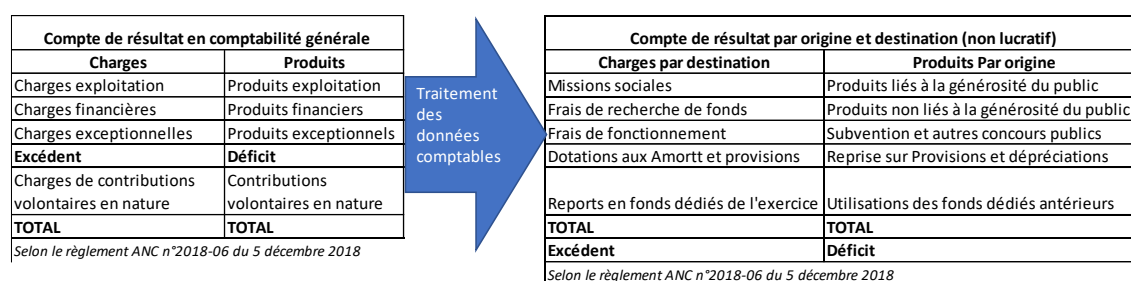 Compte de résultat en comptabilité générale
Charges Produits
Charges exploitation Produits exploitation
Charges financières Produits financiers
Charges exceptionnelles Produits exceptionnels
Excédent Déficit
Charges de contributions Contributions
volontaires en nature volontaires en nature
TOTAL TOTAL
Selon le règlement ANC n°2018-06 du 5 décembre 2018
Traitement
des
données
comptables
Compte de résultat par origine et destination (non lucratif)
Charges par destination Produits Par origine
Missions sociales Produits liés à la générosité du public
Frais de recherche de fonds Produits non liés à la générosité du public
Frais de fonctionnement Subvention et autres concours publics
Dotations aux Amortt et provisions Reprise sur Provisions et dépréciations
Reports en fonds dédiés de l'exercice Utilisations des fonds dédiés antérieurs
TOTAL TOTAL
Excédent Déficit
Selon le règlement ANC n°2018-06 du 5 décembre 2018